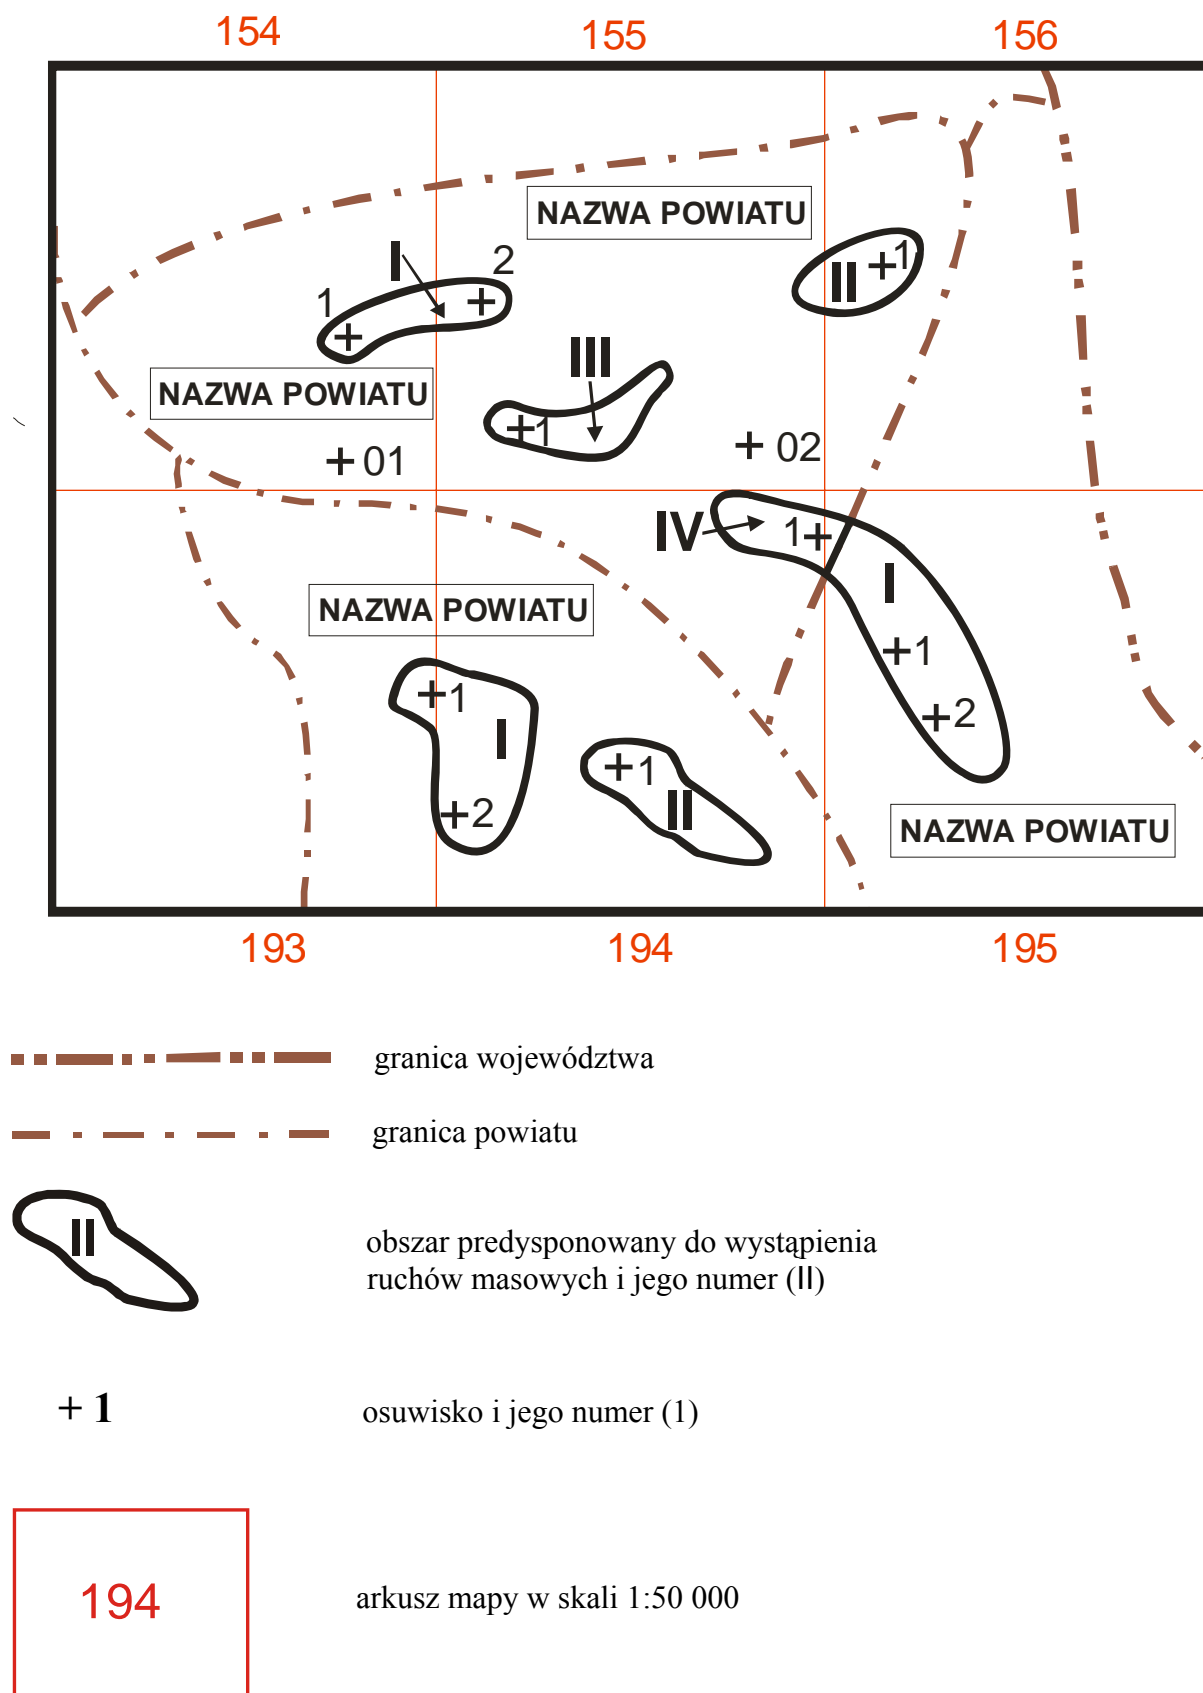 154 155 156
NAZWA POWIATU
I 2 II + 1
1 + +
III
NAZWA POWIATU
+ 1
+ 01 + 02
IV 1 +
I
NAZWA POWIATU
+ 1
+ 1
I + 2
+ 1
II
+ 2
NAZWA POWIATU
193 194 195
granica województwa
granica powiatu
II
obszar predysponowany do wystąpienia
ruchów masowych i jego numer (II)
+ 1 osuwisko i jego numer (1)
194 arkusz mapy w skali 1:50 000